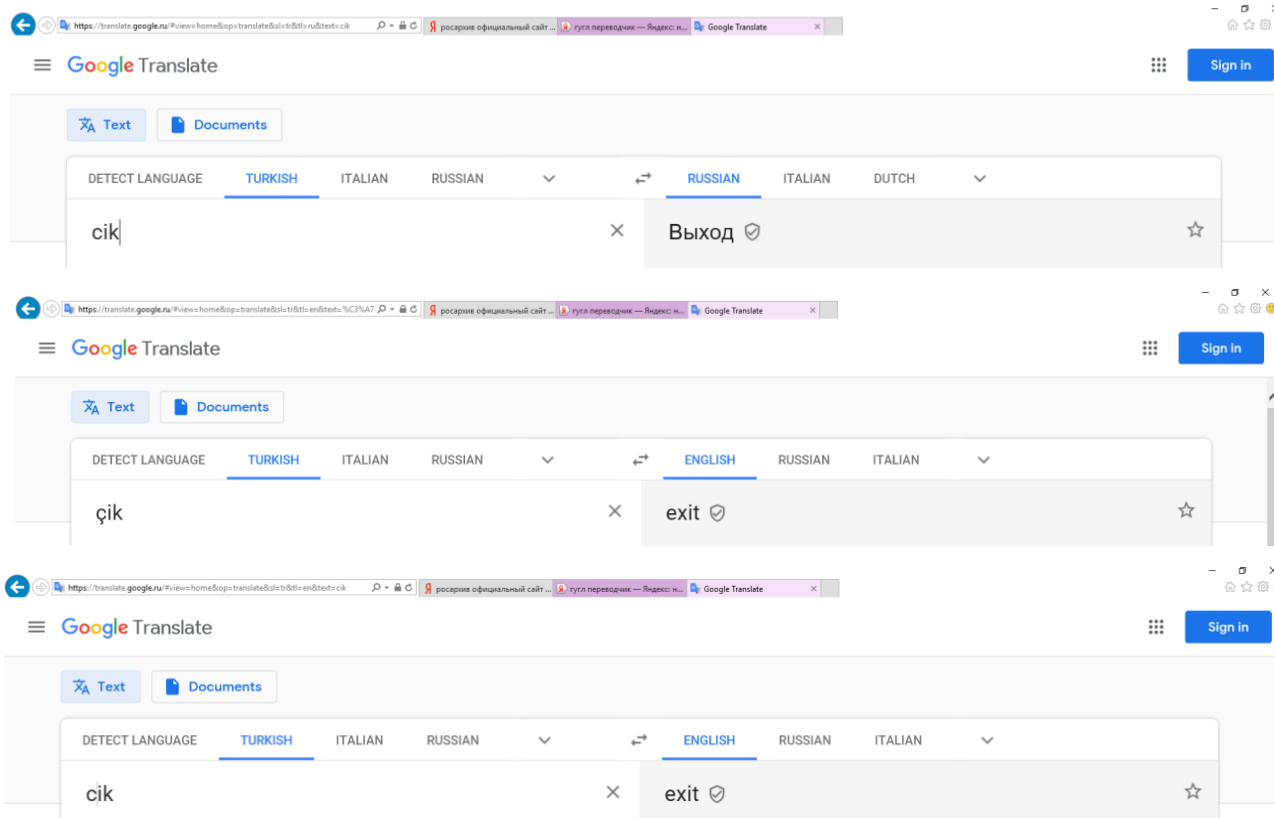 https://translate.google.ru/#view=home&op=translate&sl=tr&tl=ru&text=cik росархив официальный сайт ... гугл переводчик — Яндекс: н... Google Translate
Google Translate Sign in
Text Documents
DETECT LANGUAGE TURKISH ITALIAN RUSSIAN RUSSIAN ITALIAN DUTCH
cik Выход
https://translate.google.ru/#view=home&op=translate&sl=tr&tl=en&text=%C3%A7 росархив официальный сайт ... гугл переводчик — Яндекс: н... Google Translate
Google Translate Sign in
Text Documents
DETECT LANGUAGE TURKISH ITALIAN RUSSIAN ENGLISH RUSSIAN ITALIAN
çik exit
https://translate.google.ru/#view=home&op=translate&sl=tr&tl=en&text=cik росархив официальный сайт ... гугл переводчик — Яндекс: н... Google Translate
Google Translate Sign in
Text Documents
DETECT LANGUAGE TURKISH ITALIAN RUSSIAN ENGLISH RUSSIAN ITALIAN
cik exit